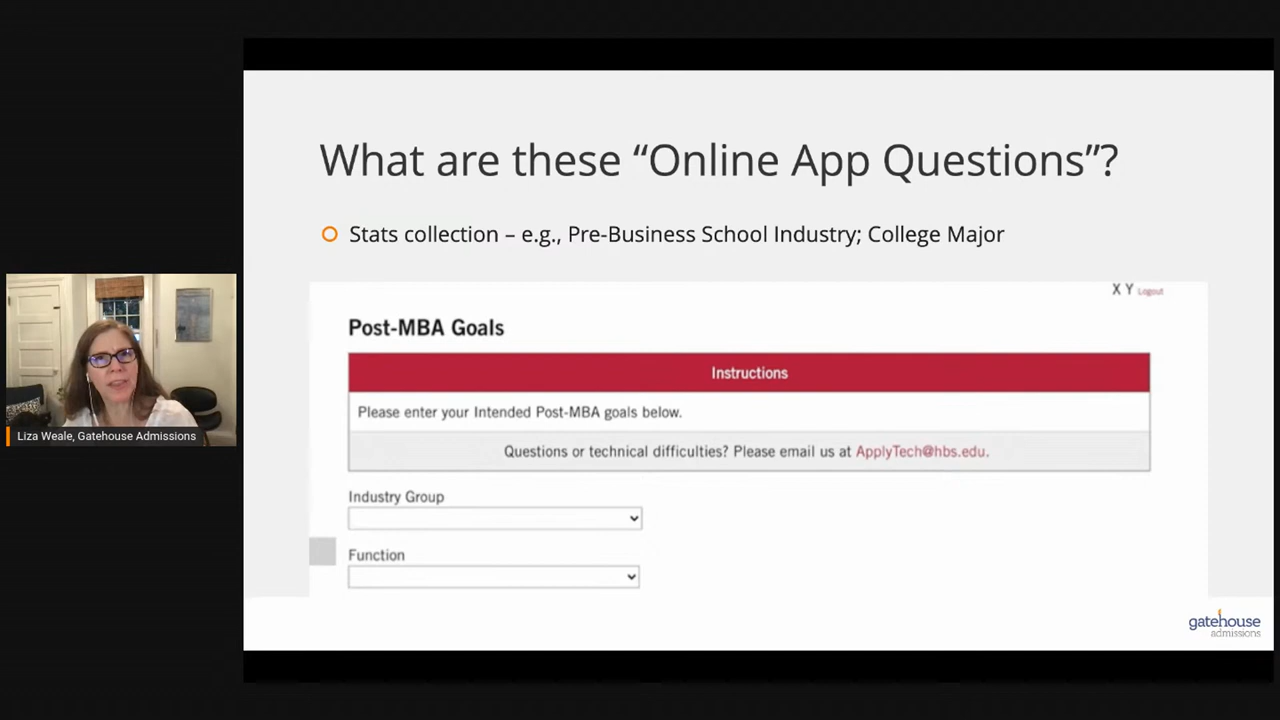 What are these “Online App Questions”?
Stats collection – e.g., Pre-Business School Industry; College Major
X Y Logout
Post-MBA Goals
Instructions
Please enter your Intended Post-MBA goals below.
Questions or technical difficulties? Please email us at ApplyTech@hbs.edu.
Industry Group
Function
Liza Weale, Gatehouse Admissions
gatehouse
admissions